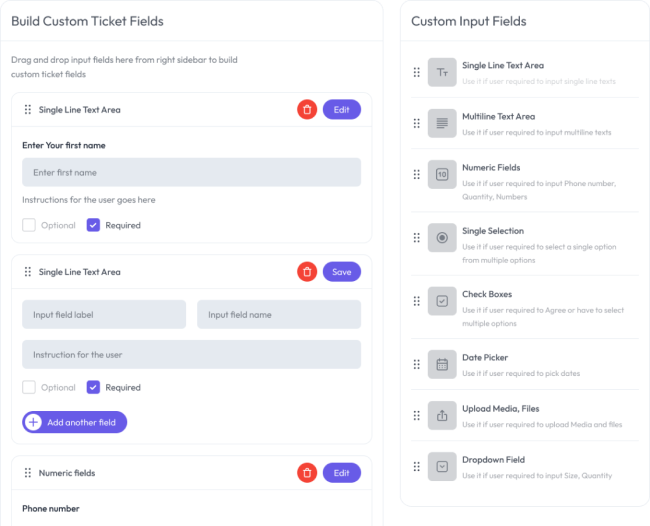 Build Custom Ticket Fields
Drag and drop input fields here from right sidebar to build
custom ticket fields
Single Line Text Area
Edit
Enter Your first name
Enter first name
Instructions for the user goes here
Optional
Required
Single Line Text Area
Save
Input field label
Input field name
Instruction for the user
Optional
Required
Add another field
Numeric fields
Edit
Phone number
Custom Input Fields
Tт
Single Line Text Area
Use it if user required to input single line texts
Multiline Text Area
Use it if user required to input multiline texts
10
Numeric Fields
Use it if user required to input Phone number,
Quantity, Numbers
Single Selection
Use it if user required to select a single option
from multiple options
Check Boxes
Use it if user required to Agree or have to select
multiple options
Date Picker
Use it if user required to pick dates
Upload Media, Files
Use it if user required to upload Media and files
Dropdown Field
Use it if user required to input Size, Quantity